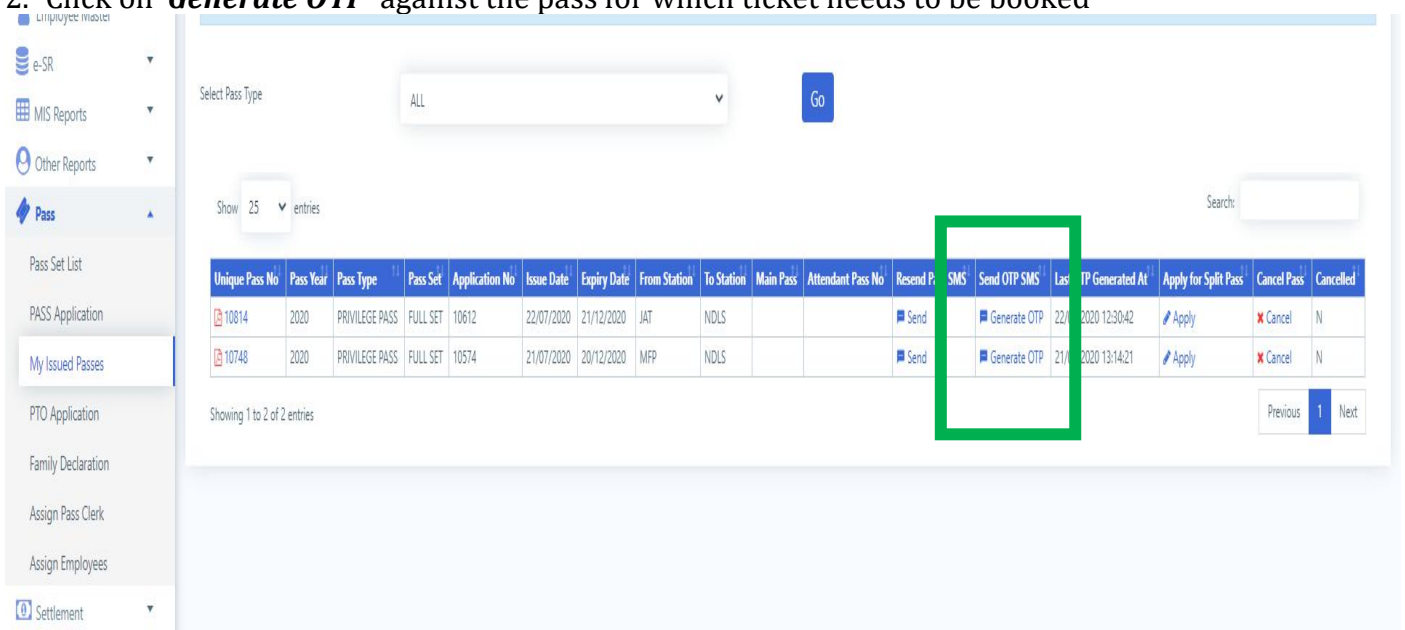 2. Click on "Generate OTP" against the pass for which ticket needs to be booked
Employee Master
e-SR
MIS Reports
Other Reports
Pass
Pass Set List
PASS Application
My Issued Passes
PTO Application
Family Declaration
Assign Pass Clerk
Assign Employees
Settlement
Select Pass Type ALL Go
Show 25 entries Search:
Unique Pass No Pass Year Pass Type Pass Set Application No Issue Date Expiry Date From Station To Station Main Pass Attendant Pass No Resend SMS Send OTP SMS Generated At Apply for Split Pass Cancel Pass Cancelled
10814 2020 PRIVILEGE PASS FULL SET 10612 22/07/2020 21/12/2020 JAT NDLS Send Generate OTP 2020 12:30:42 Apply Cancel N
10748 2020 PRIVILEGE PASS FULL SET 10574 21/07/2020 20/12/2020 MFP NDLS Send Generate OTP 2020 13:14:21 Apply Cancel N
Showing 1 to 2 of 2 entries Previous 1 Next